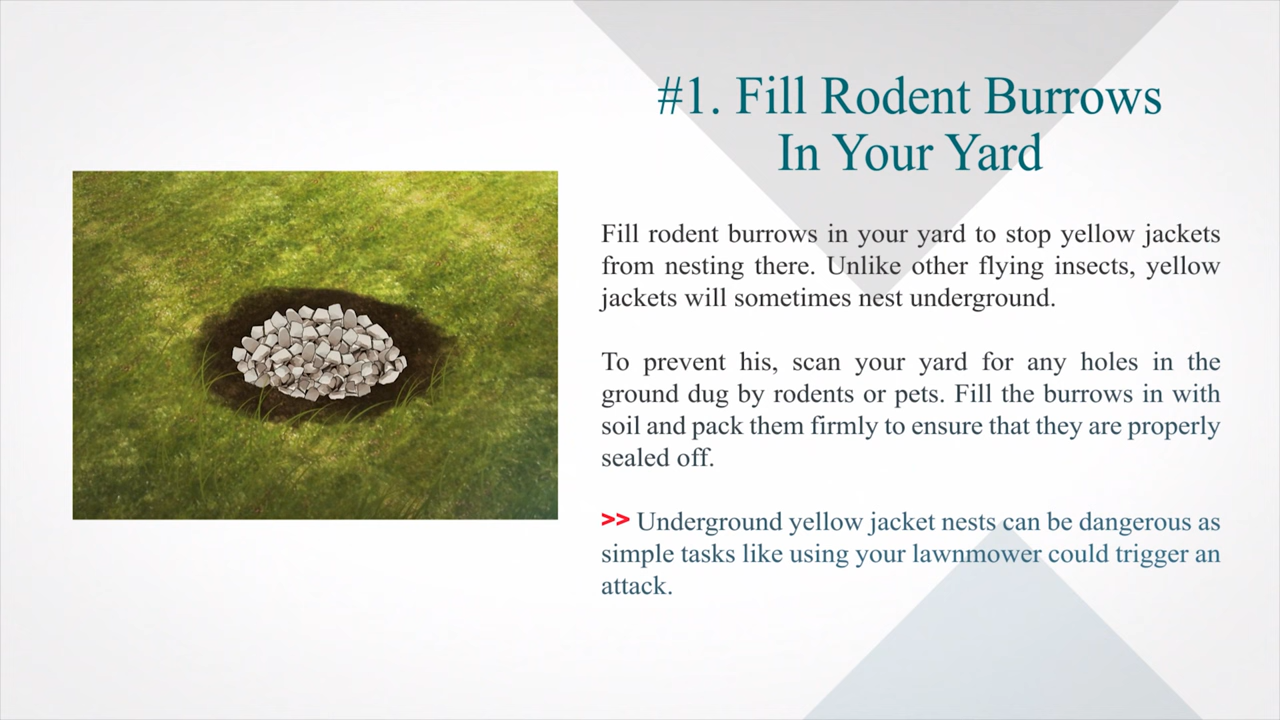 #1. Fill Rodent Burrows
In Your Yard
Fill rodent burrows in your yard to stop yellow jackets
from nesting there. Unlike other flying insects, yellow
jackets will sometimes nest underground.
To prevent his, scan your yard for any holes in the
ground dug by rodents or pets. Fill the burrows in with
soil and pack them firmly to ensure that they are properly
sealed off.
>> Underground yellow jacket nests can be dangerous as
simple tasks like using your lawnmower could trigger an
attack.